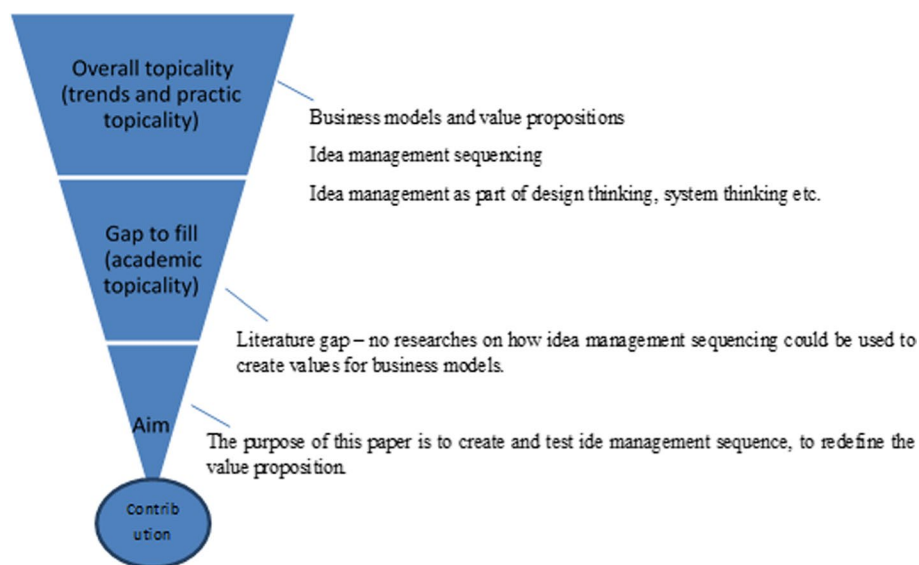 Overall topicality
(trends and practic
topicality)
Business models and value propositions
Idea management sequencing
Idea management as part of design thinking, system thinking etc.
Gap to fill
(academic
topicality)
Literature gap – no researches on how idea management sequencing could be used to
create values for business models.
Aim
The purpose of this paper is to create and test ide management sequence, to redefine the
value proposition.
Contrib
ution